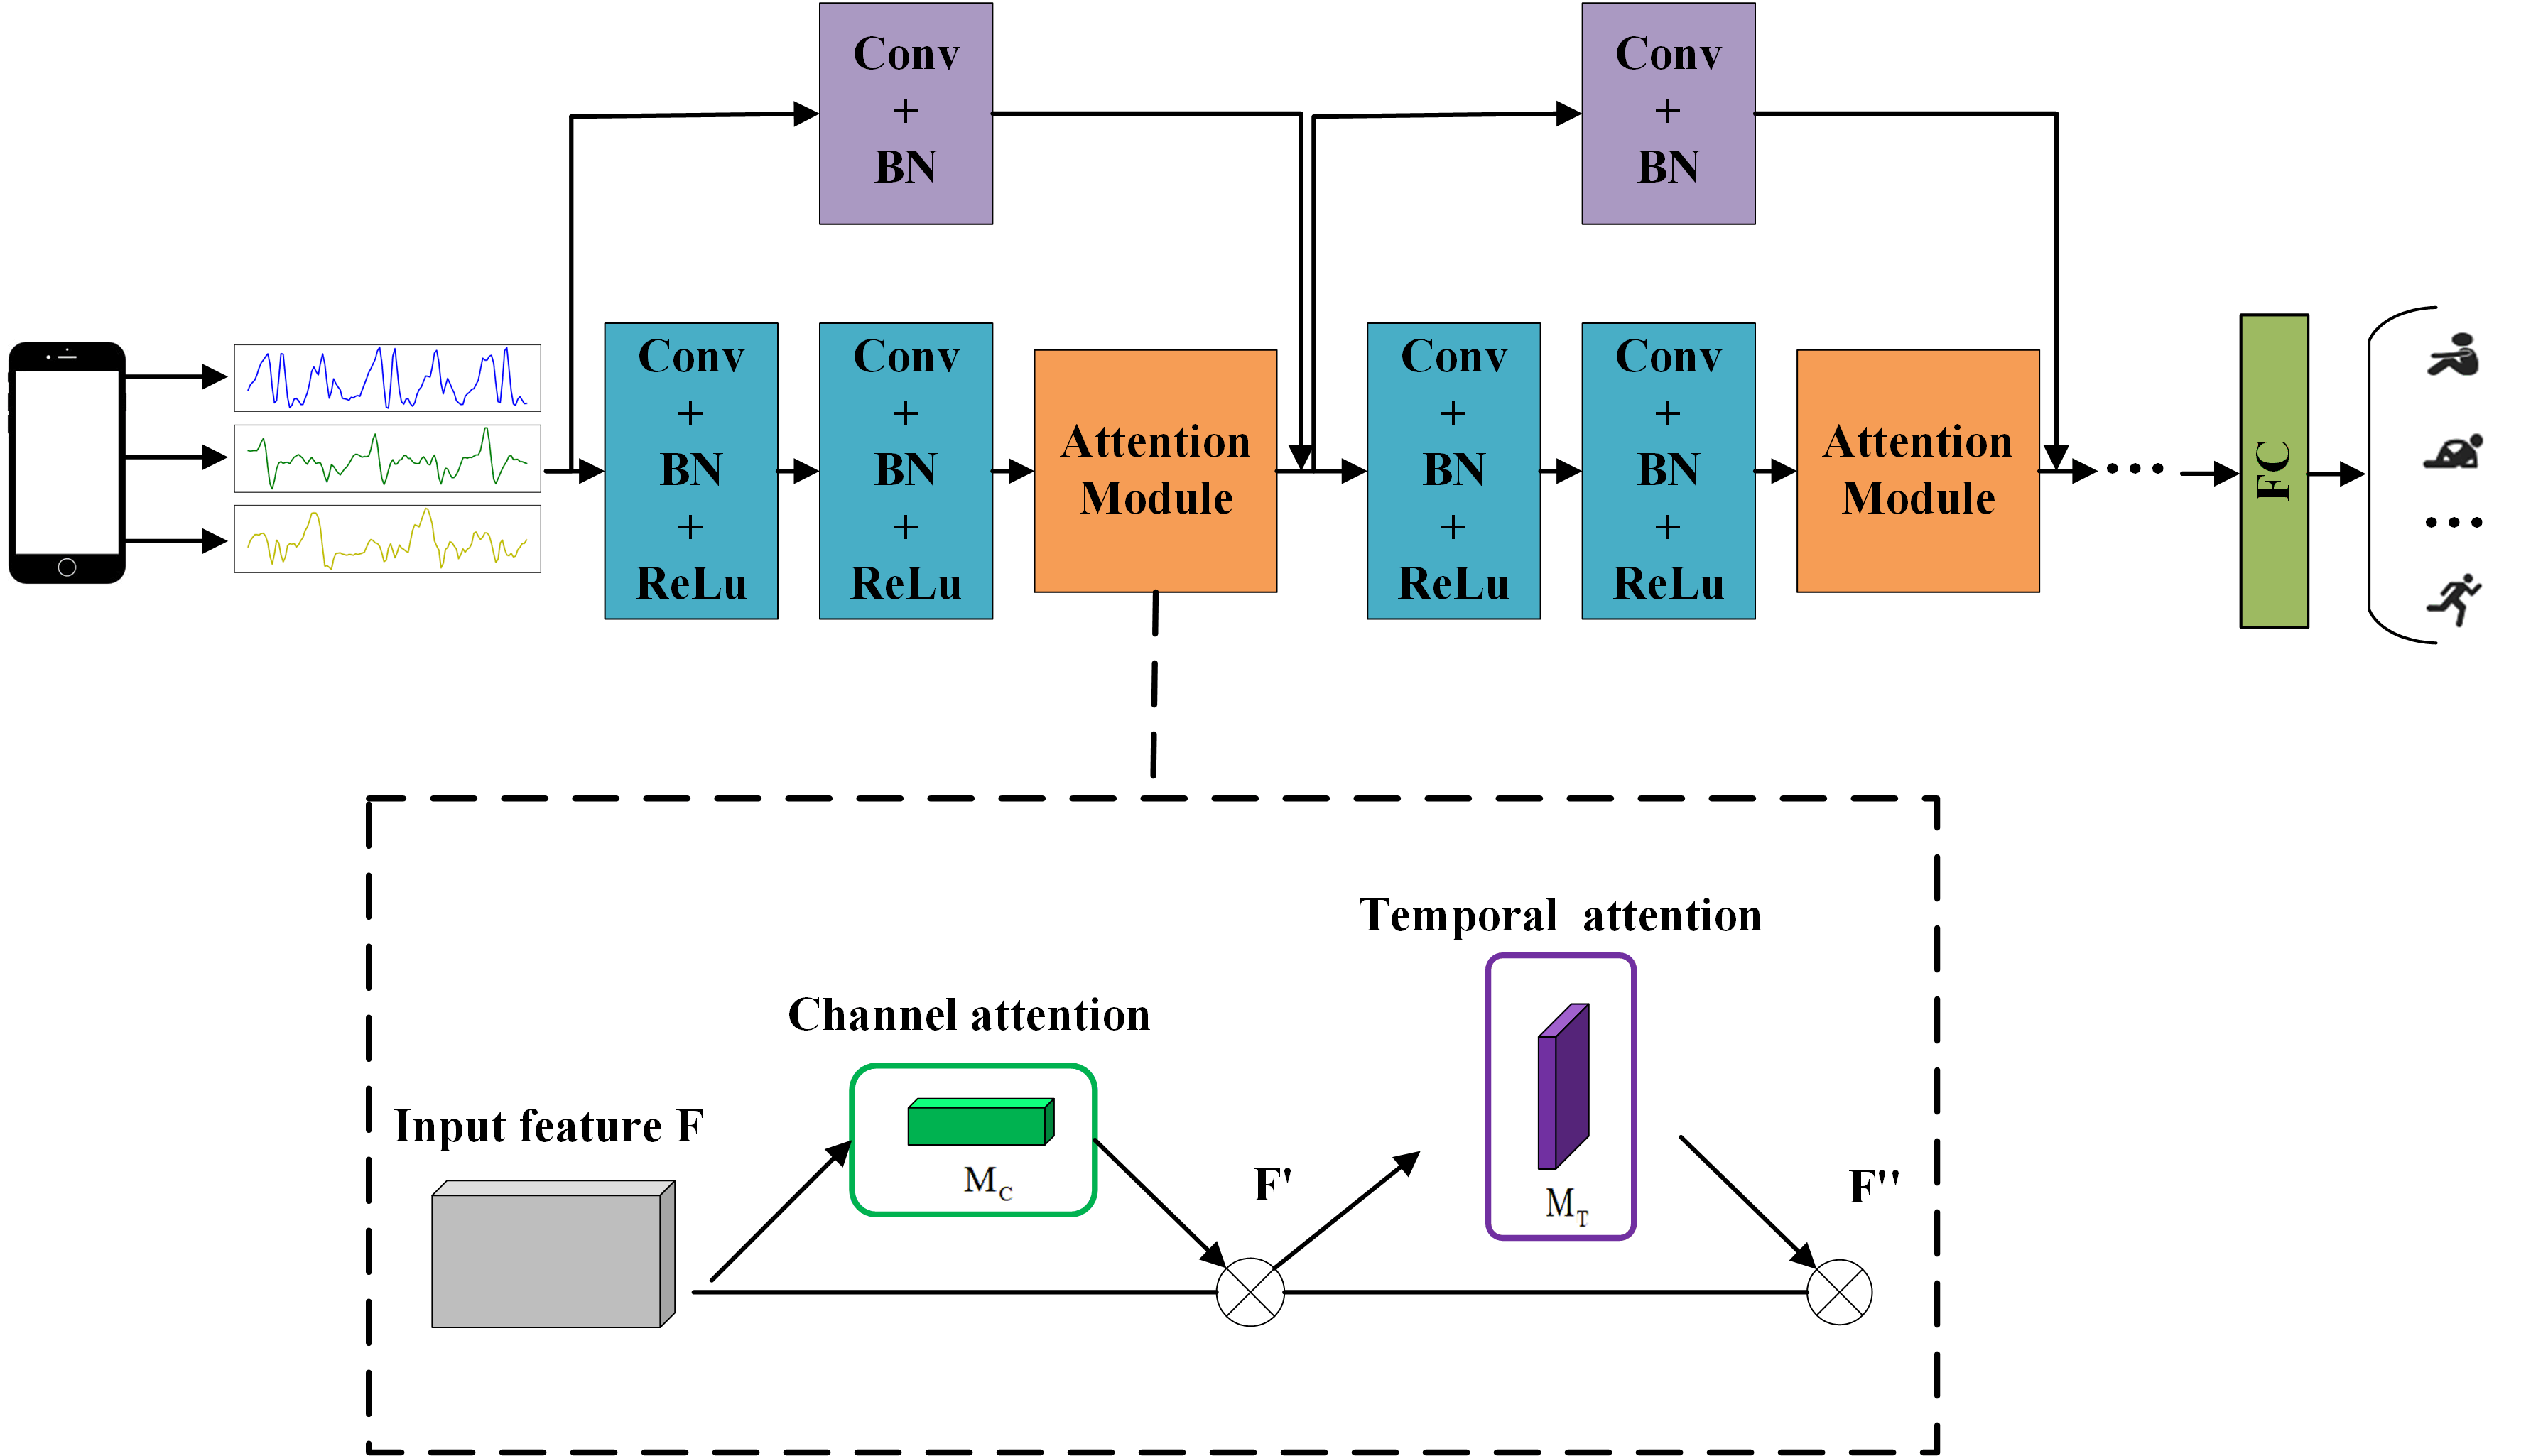 Conv
+
BN
Conv
+
BN
Conv
+
BN
+
ReLu
Conv
+
BN
+
ReLu
Attention
Module
Conv
+
BN
+
ReLu
Conv
+
BN
+
ReLu
Attention
Module
...
FC
...
Temporal attention
Channel attention
Input feature F
M_C
F'
M_T
F''